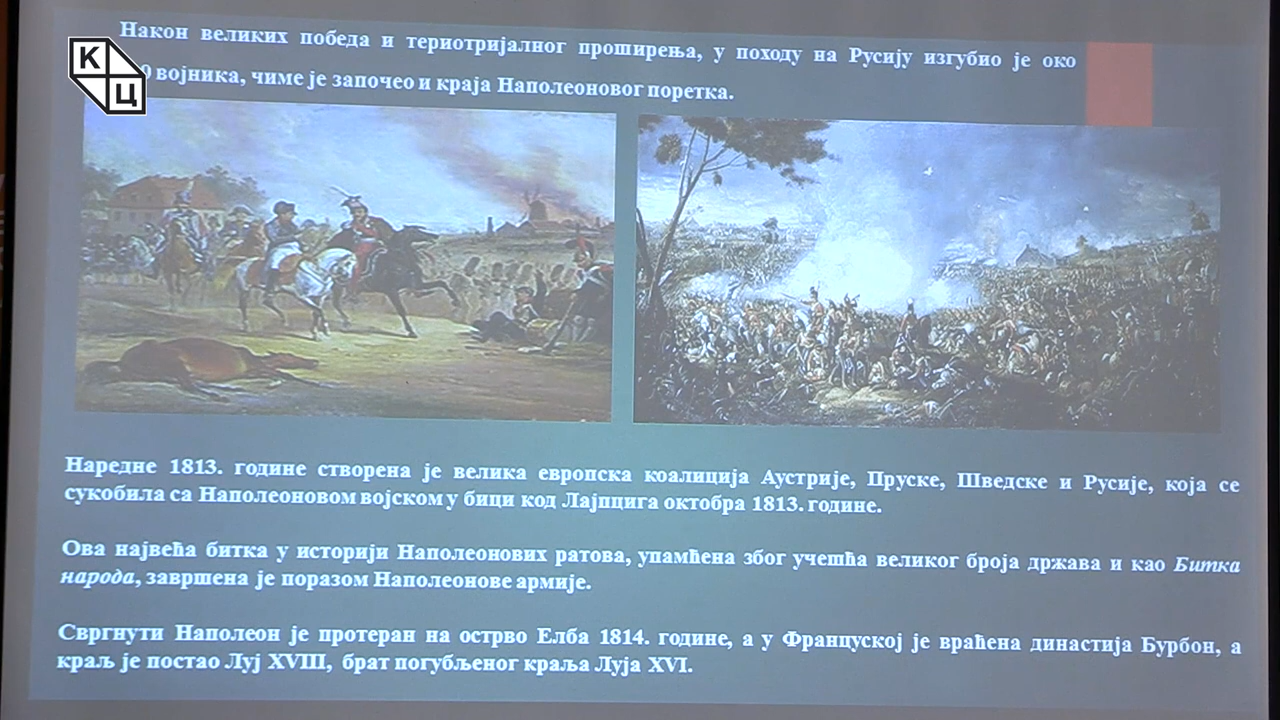 Након великих победа и териотријалног проширења, у походу на Русију изгубио је око
војника, чиме је започео и краја Наполеоновог поретка.
К
Ц
Наредне 1813. године створена је велика европска коалиција Аустрије, Пруске, Шведске и Русије, која се
сукобила са Наполеоновом војском у бици код Лајпцига октобра 1813. године.
Ова највећа битка у историји Наполеонових ратова, упамћена због учешћа великог броја држава и као Битка
народа, завршена је поразом Наполеонове армије.
Свргнути Наполеон је протеран на острво Елба 1814. године, а у Француској је враћена династија Бурбон, а
краљ је постао Луј XVIII, брат погубљеног краља Луја XVI.